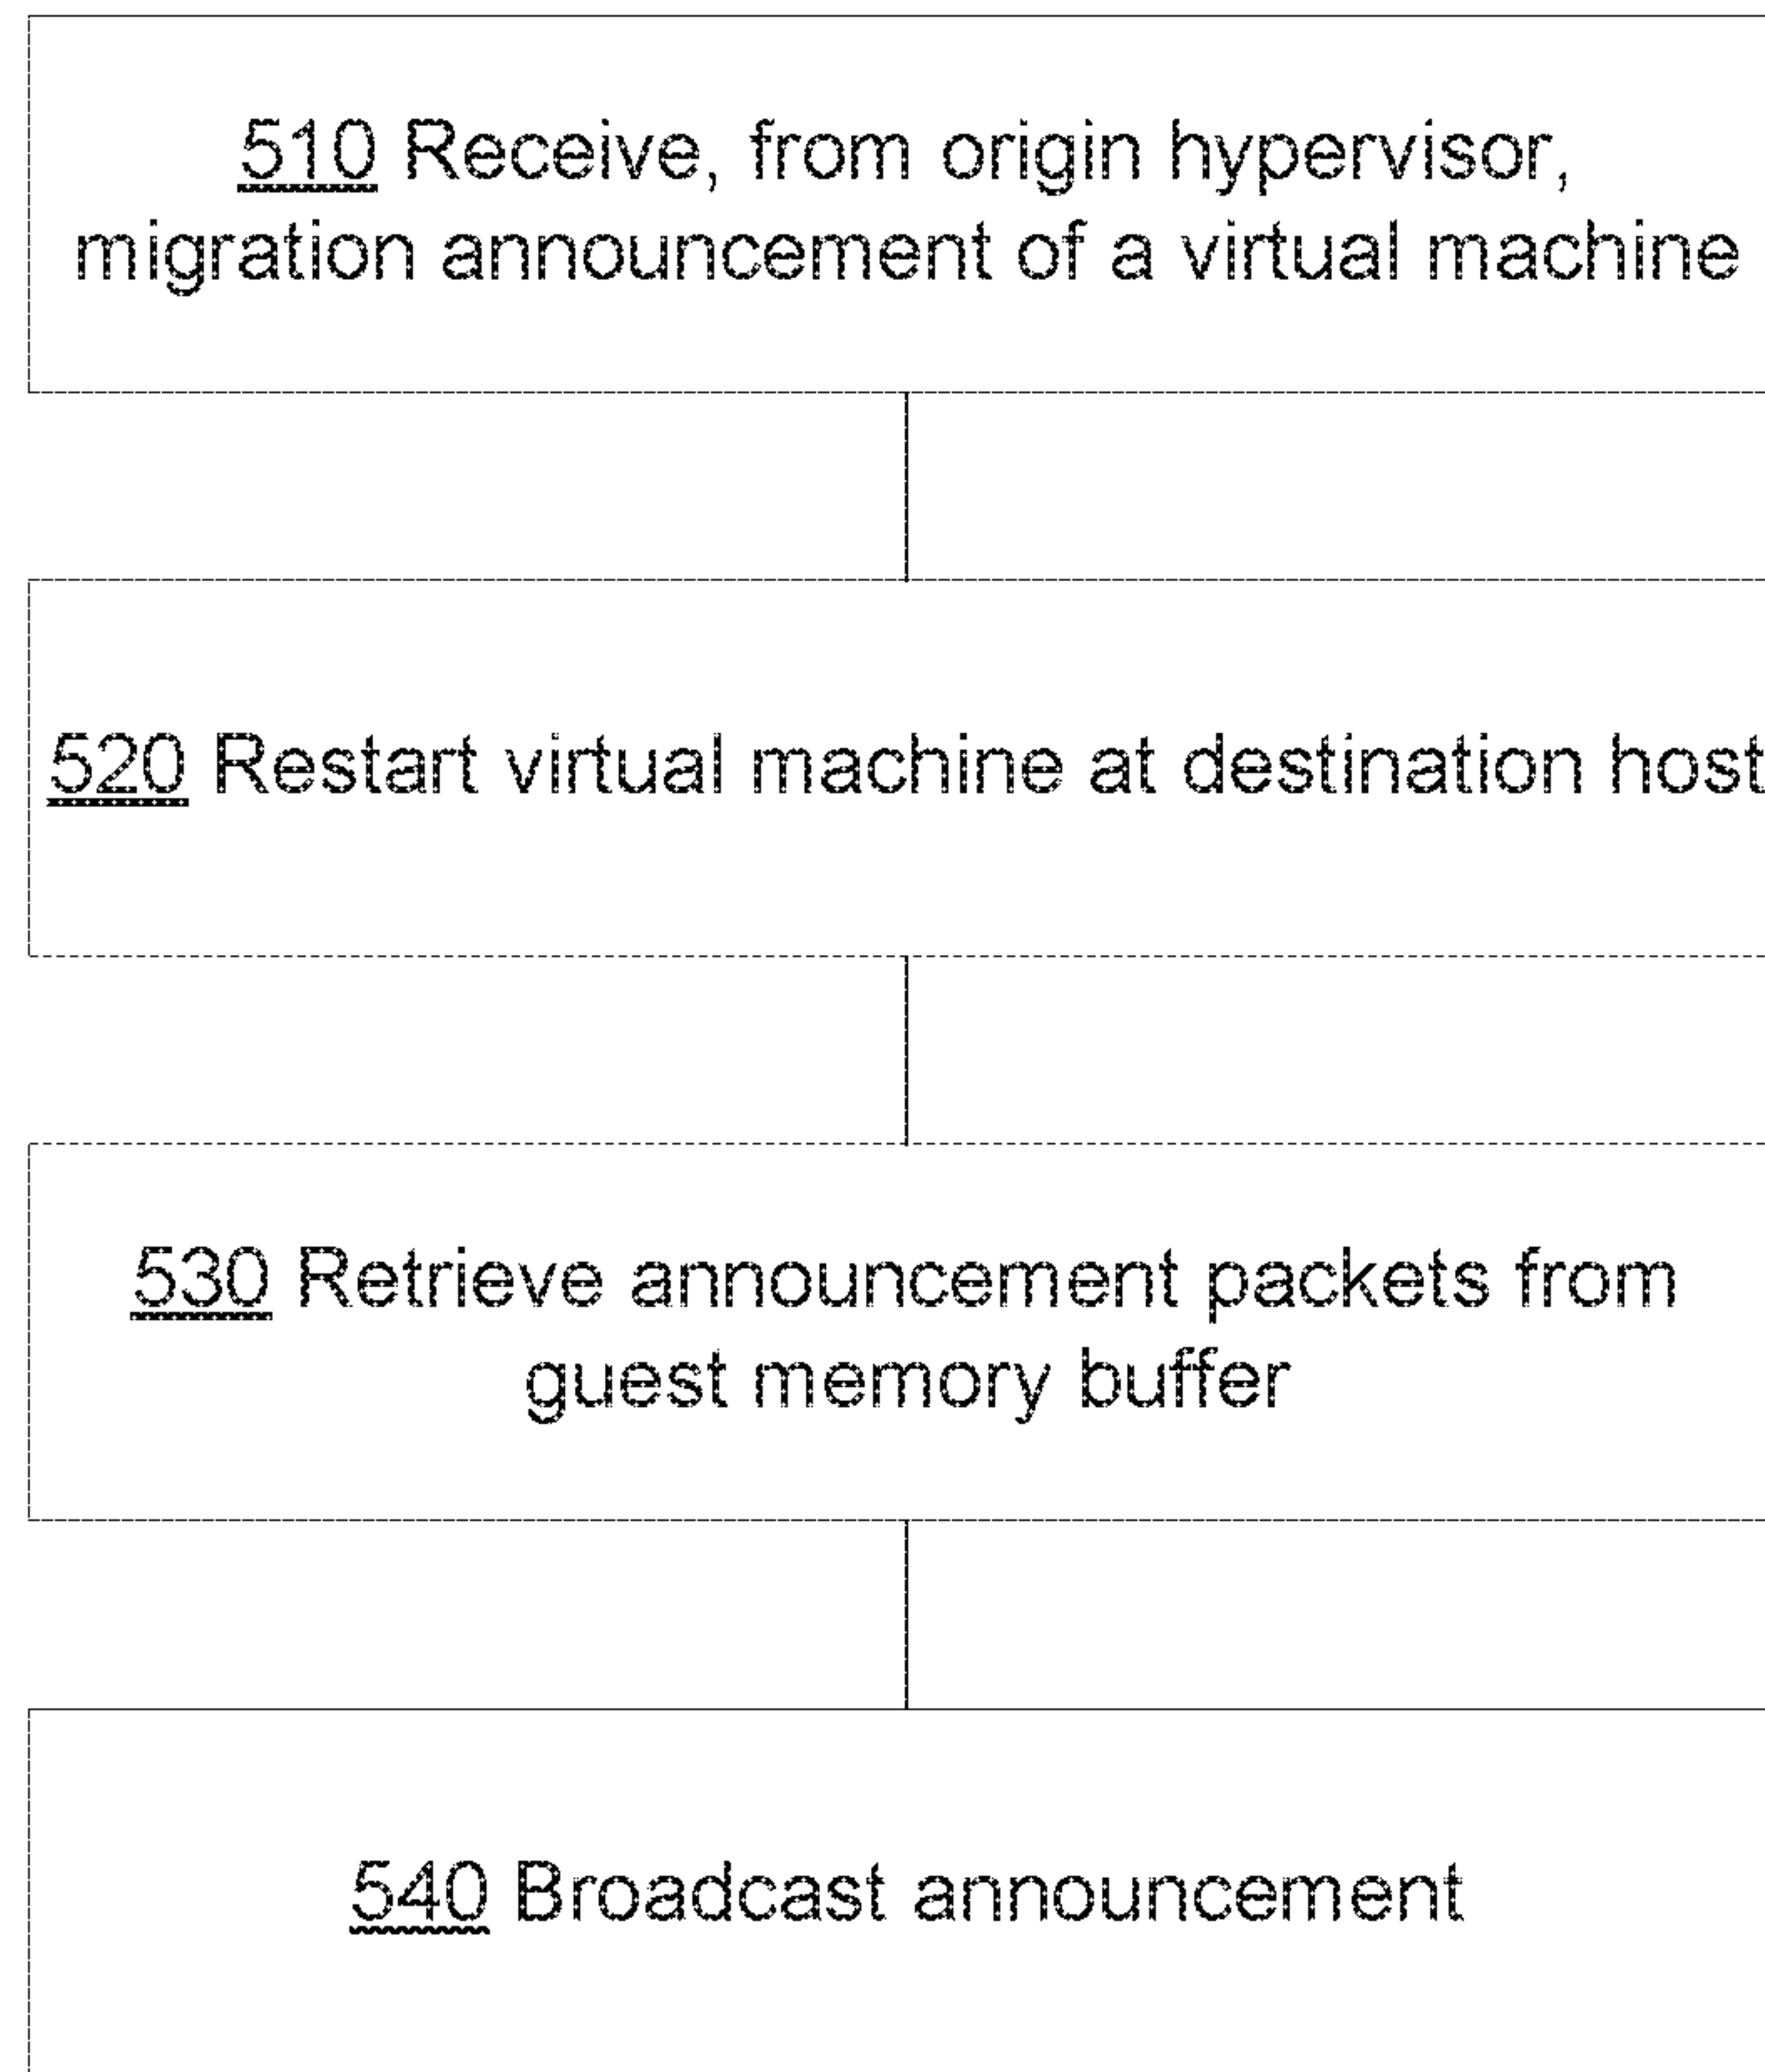 510 Receive, from origin hypervisor,
migration announcement of a virtual machine
520 Restart virtual machine at destination host
530 Retrieve announcement packets from
guest memory buffer
540 Broadcast announcement